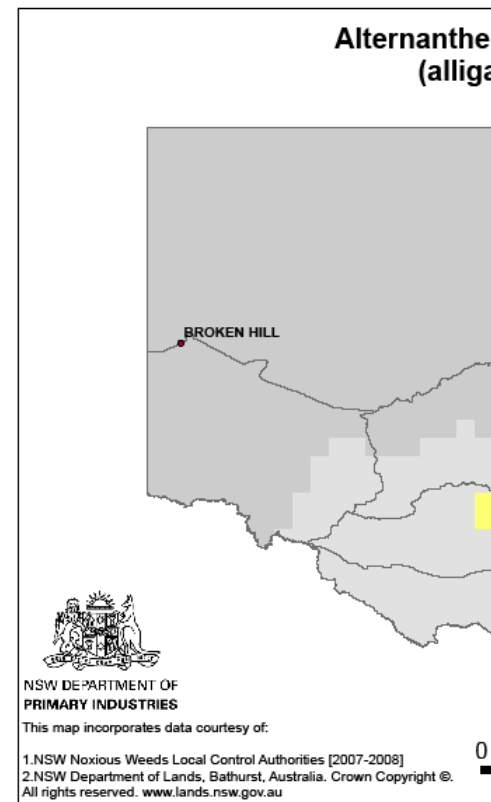 Alternanthe
(alliga
BROKEN HILL
NSW DEPARTMENT OF
PRIMARY INDUSTRIES
This map incorporates data courtesy of:
1.NSW Noxious Weeds Local Control Authorities [2007-2008]
2.NSW Department of Lands, Bathurst, Australia. Crown Copyright ©.
All rights reserved. www.lands.nsw.gov.au
0